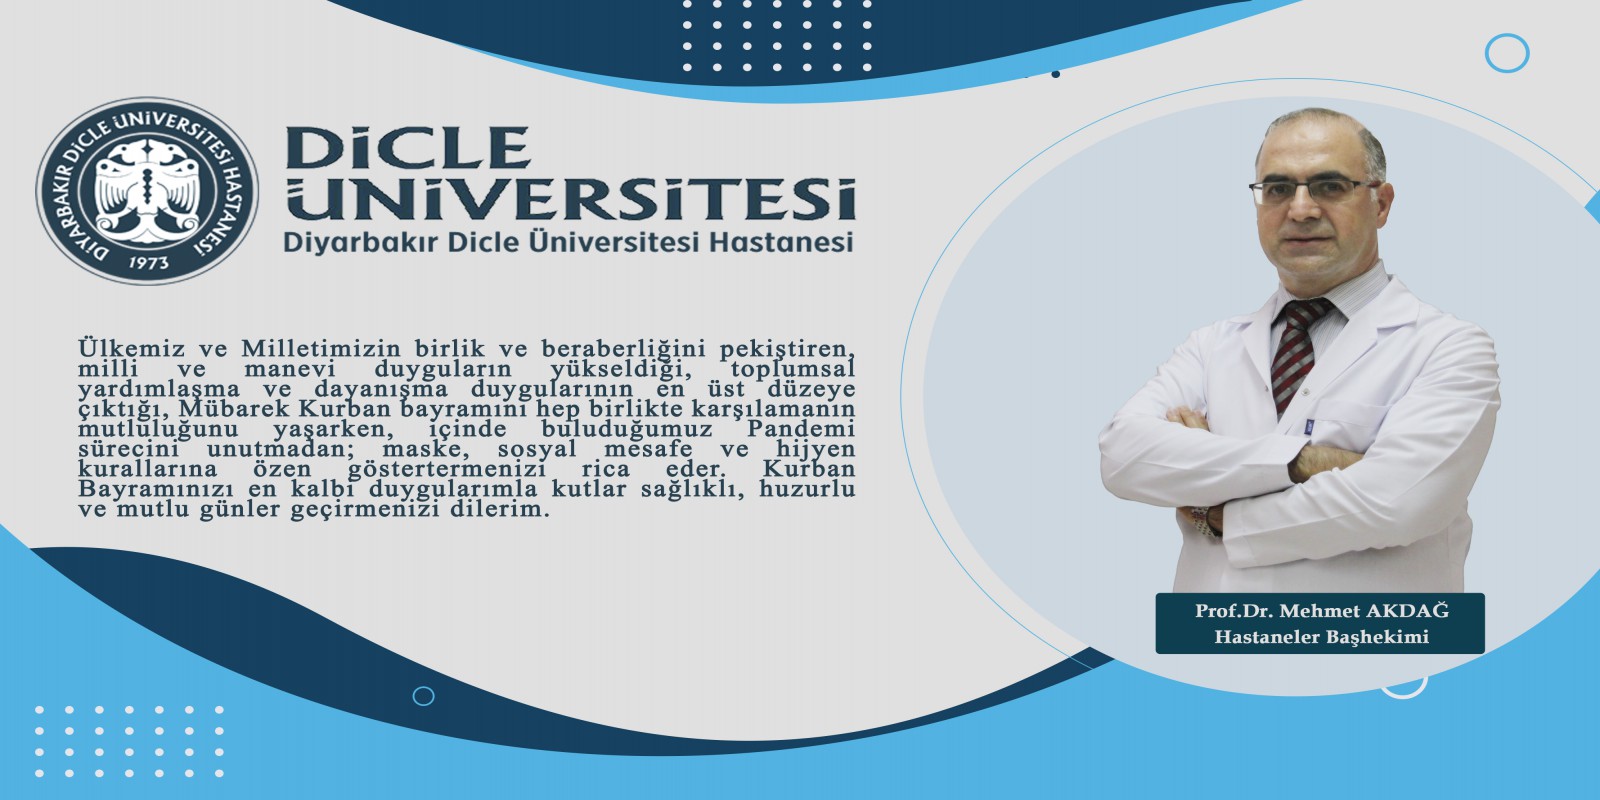 DİYARBAKIR DİCLE ÜNİVERSİTESİ HASTANESİ
1973
DİCLE
ÜNİVERSİTESİ
Diyarbakır Dicle Üniversitesi Hastanesi
Ülkemiz ve Milletimizin birlik ve beraberliğini pekiştiren,
milli ve manevi duyguların yükseldiği, toplumsal
yardımlaşma ve dayanışma duygularının en üst düzeye
çıktığı, Mübarek Kurban bayramını hep birlikte karşılamanın
mutluluğunu yaşarken, içinde buluduğumuz Pandemi
sürecini unutmadan; maske, sosyal mesafe ve hijyen
kurallarına özen göstertermenizi rica eder. Kurban
Bayramınızı en kalbi duygularımla kutlar sağlıklı, huzurlu
ve mutlu günler geçirmenizi dilerim.
Prof.Dr. Mehmet AKDAĞ
Hastaneler Başhekimi